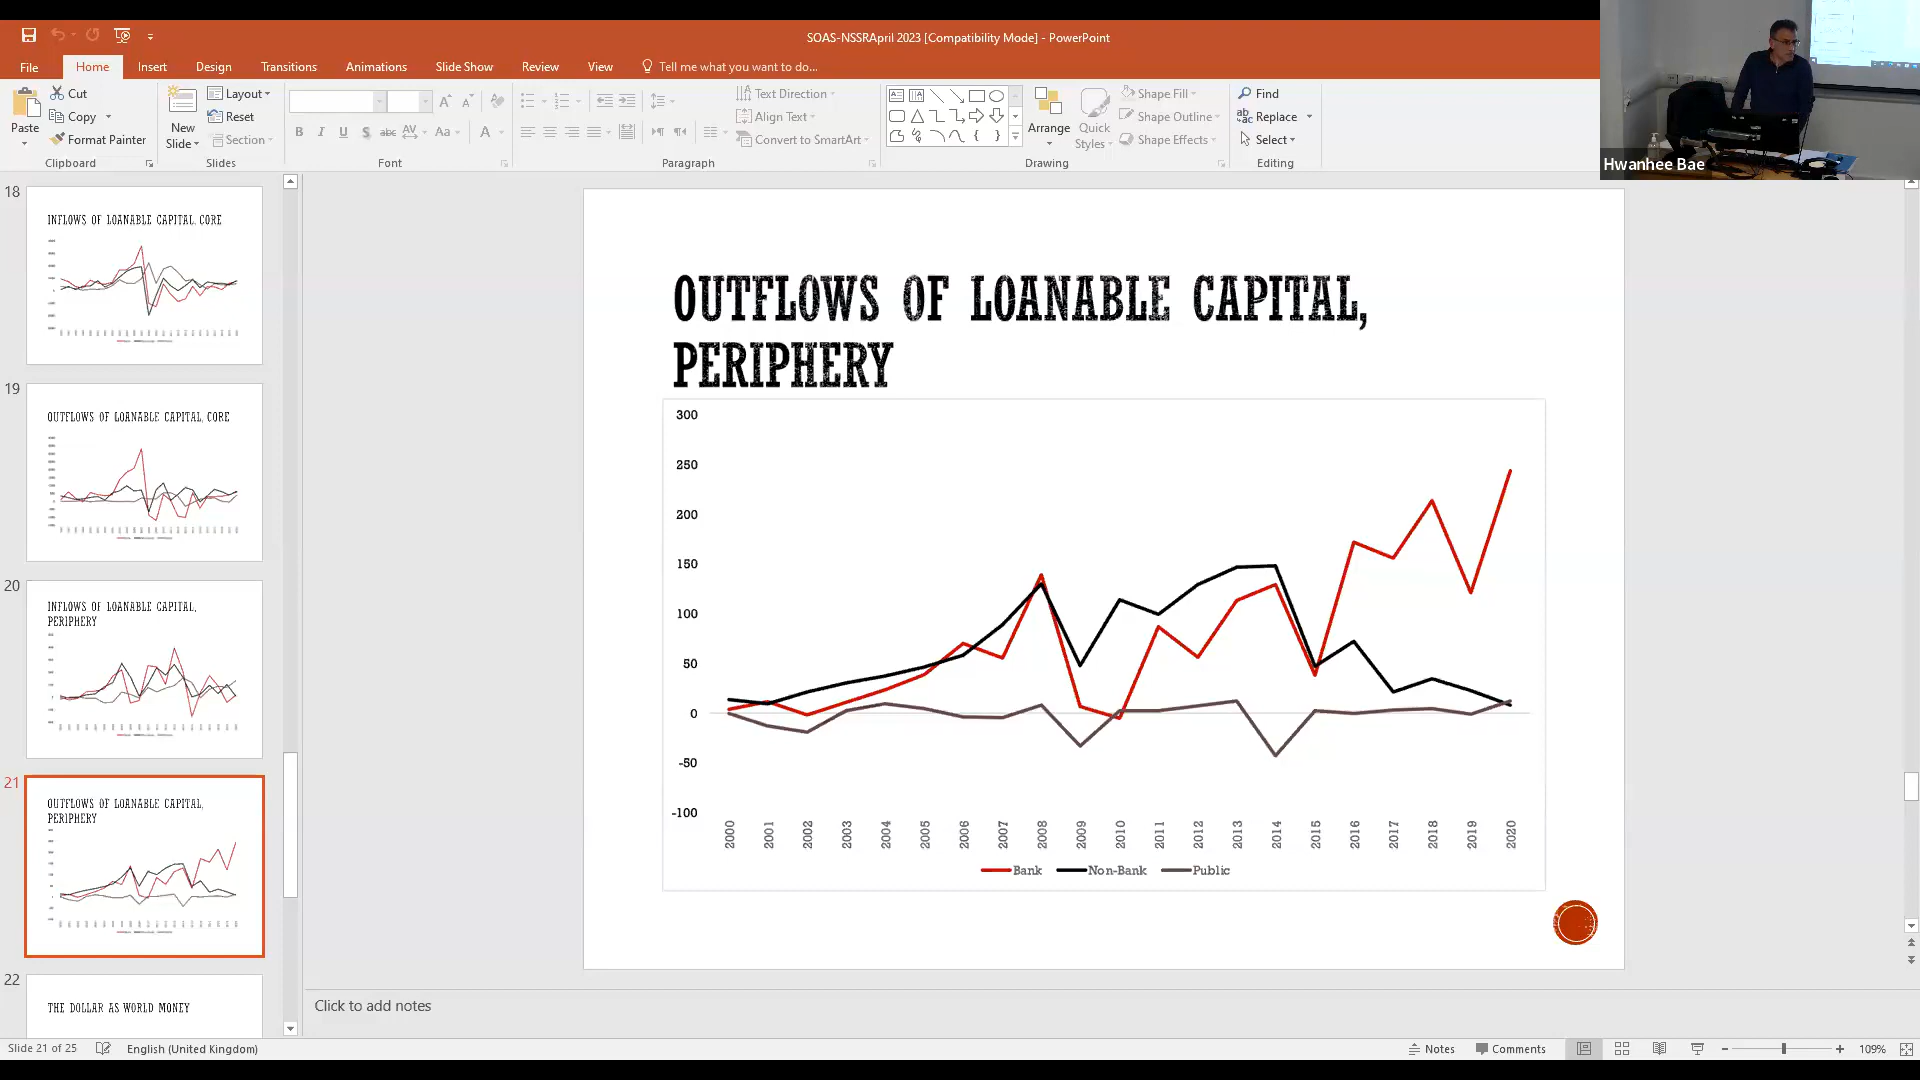 SOAS-NSSRApril 2023 [Compatibility Mode] - PowerPoint
File
Home
Insert
Design
Transitions
Animations
Slide Show
Review
View
Tell me what you want to do...
Paste
Cut
Copy
Format Painter
Clipboard
New
Slide
Layout
Reset
Section
Slides
B I U S abc AV Aa A
Font
Paragraph
Text Direction
Align Text
Convert to SmartArt
Arrange
Quick
Styles
Drawing
Shape Fill
Shape Outline
Shape Effects
Find
Replace
Select
Editing
Hwanhee Bae
18
INFLOWS OF LOANABLE CAPITAL, CORE
19
OUTFLOWS OF LOANABLE CAPITAL, CORE
20
INFLOWS OF LOANABLE CAPITAL,
PERIPHERY
21
OUTFLOWS OF LOANABLE CAPITAL,
PERIPHERY
22
THE DOLLAR AS WORLD MONEY
OUTFLOWS OF LOANABLE CAPITAL,
PERIPHERY
300
250
200
150
100
50
0
-50
-100
2000 2001 2002 2003 2004 2005 2006 2007 2008 2009 2010 2011 2012 2013 2014 2015 2016 2017 2018 2019 2020
Bank Non-Bank Public
Click to add notes
Slide 21 of 25
English (United Kingdom)
Notes
Comments
109%